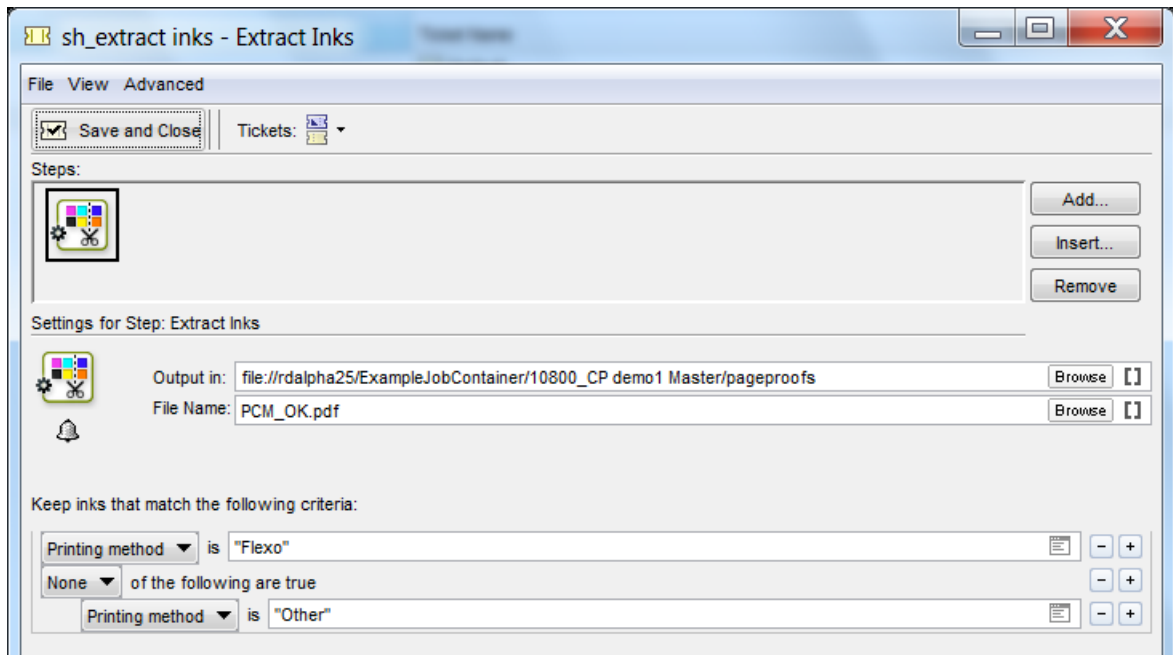 sh_extract inks - Extract Inks
File View Advanced
Save and Close Tickets:
Steps:
Add...
Insert...
Remove
Settings for Step: Extract Inks
Output in: file://rdalpha25/ExampleJobContainer/10800_CP demo1 Master/pageproofs Browse []
File Name: PCM_OK.pdf Browse []
Keep inks that match the following criteria:
Printing method is "Flexo" - +
None of the following are true - +
Printing method is "Other" - +